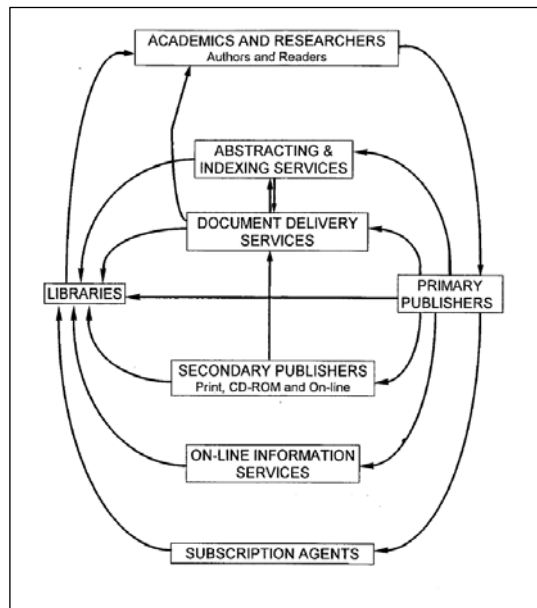 ACADEMICS AND RESEARCHERS
Authors and Readers
ABSTRACTING &
INDEXING SERVICES
DOCUMENT DELIVERY
SERVICES
LIBRARIES
PRIMARY
PUBLISHERS
SECONDARY PUBLISHERS
Print, CD-ROM and On-line
ON-LINE INFORMATION
SERVICES
SUBSCRIPTION AGENTS